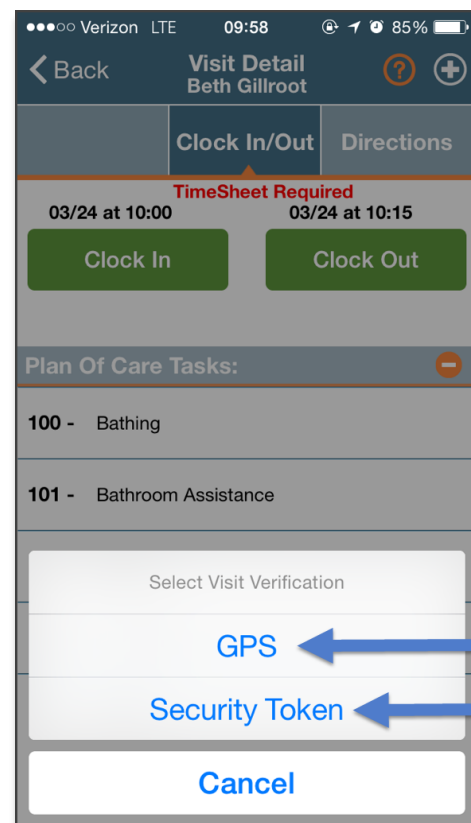 Verizon LTE 09:58 85%
Back Visit Detail ?
Beth Gillroot
Clock In/Out Directions
TimeSheet Required
03/24 at 10:00 03/24 at 10:15
Clock In Clock Out
Plan Of Care Tasks:
100 - Bathing
101 - Bathroom Assistance
Select Visit Verification
GPS
Security Token
Cancel